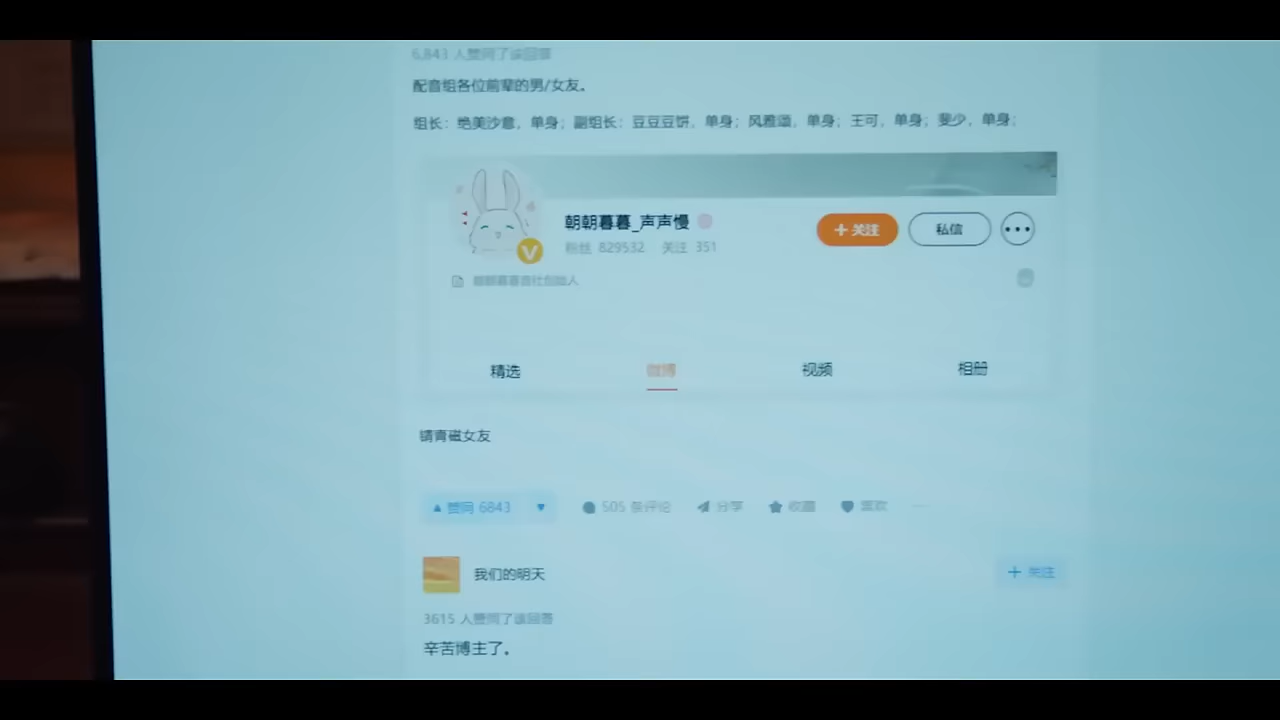 6,843 人赞同了该回答
配音组各位前辈的男/女友。
组长：绝美沙意，单身；副组长：豆豆豆饼，单身；风雅颂，单身；王可，单身；斐少，单身；
朝朝暮暮_声声慢
+ 关注
私信
粉丝 829532 关注 351
朝朝暮暮音社创始人
精选
微博
视频
相册
错青磁女友
赞同 6843
505 条评论
分享
收藏
喜欢
我们的明天
+ 关注
3615 人赞同了该回答
辛苦博主了。